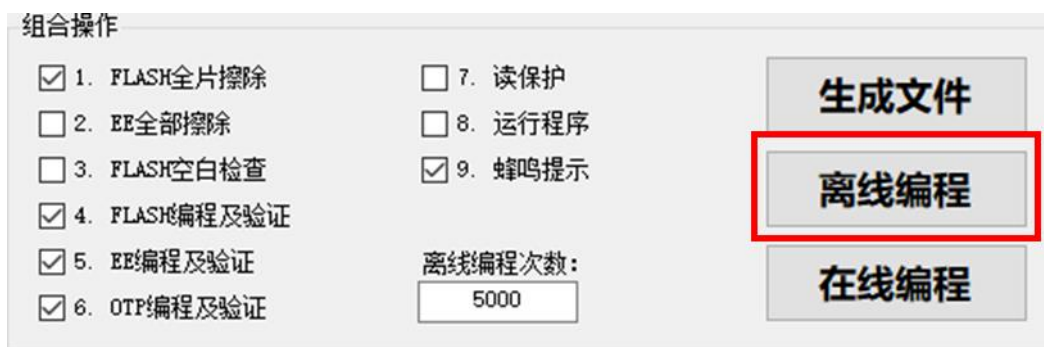 组合操作
1. FLASH全片擦除
2. EE全部擦除
3. FLASH空白检查
4. FLASH编程及验证
5. EE编程及验证
6. OTP编程及验证
7. 读保护
8. 运行程序
9. 蜂鸣提示
离线编程次数:
5000
生成文件
离线编程
在线编程